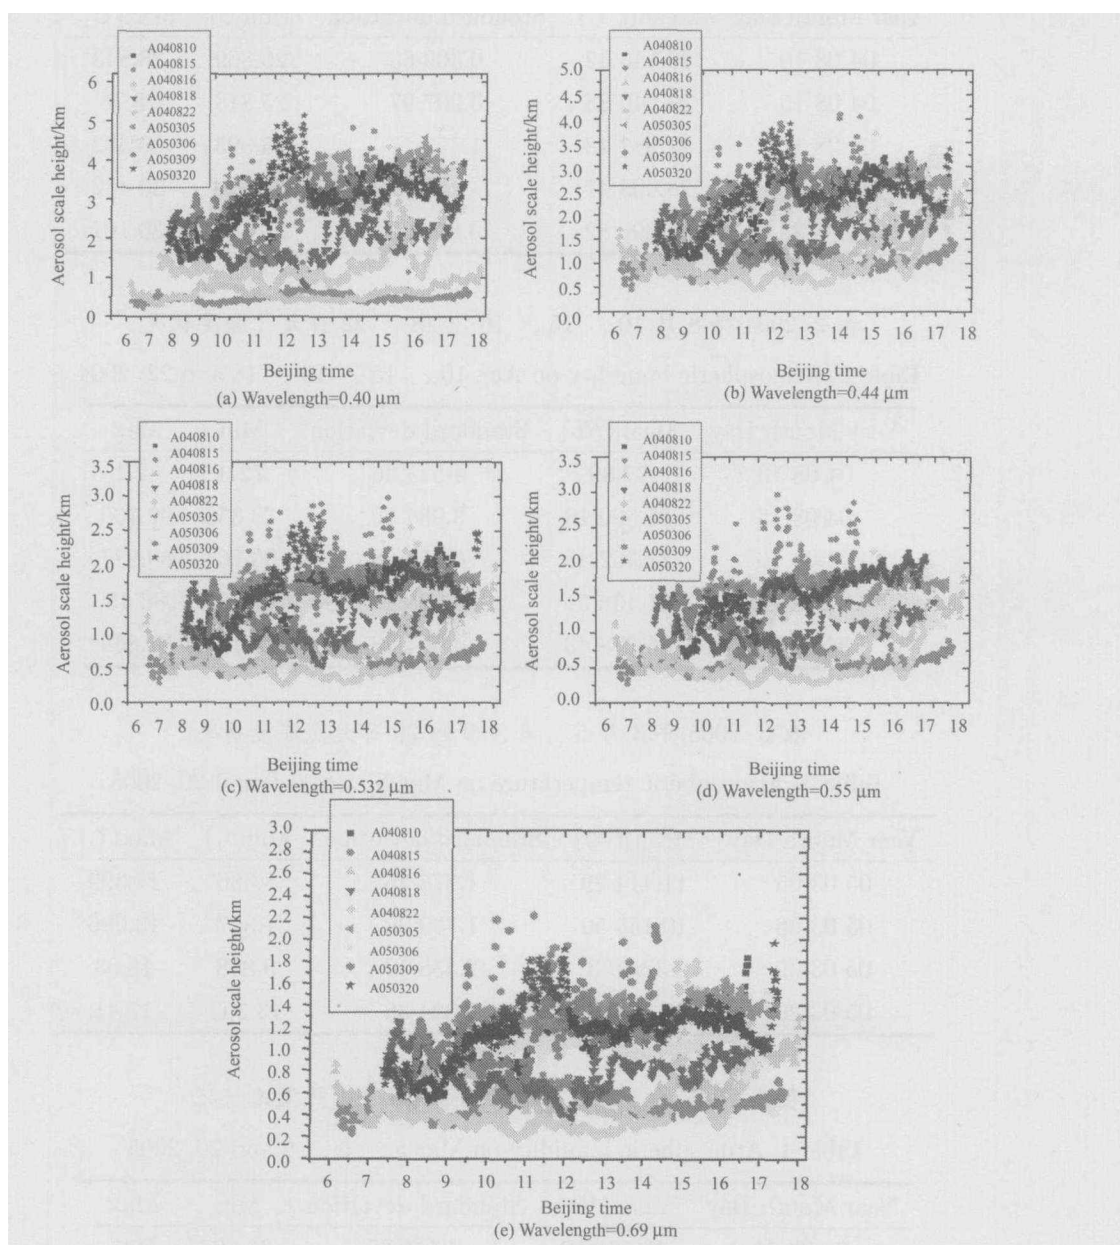 A040810
A040815
A040816
A040818
A040822
A050305
A050306
A050309
A050320
Aerosol scale height/km
6
5
4
3
2
1
0
6 7 8 9 10 11 12 13 14 15 16 17 18
Beijing time
(a) Wavelength=0.40 μm
A040810
A040815
A040816
A040818
A040822
A050305
A050306
A050309
A050320
Aerosol scale height/km
5.0
4.5
4.0
3.5
3.0
2.5
2.0
1.5
1.0
0.5
0.0
6 7 8 9 10 11 12 13 14 15 16 17 18
Beijing time
(b) Wavelength=0.44 μm
A040810
A040815
A040816
A040818
A040822
A050305
A050306
A050309
A050320
Aerosol scale height/km
3.5
3.0
2.5
2.0
1.5
1.0
0.5
0.0
6 7 8 9 10 11 12 13 14 15 16 17 18
Beijing time
(c) Wavelength=0.532 μm
A040810
A040815
A040816
A040818
A040822
A050305
A050306
A050309
A050320
Aerosol scale height/km
3.5
3.0
2.5
2.0
1.5
1.0
0.5
0.0
6 7 8 9 10 11 12 13 14 15 16 17 18
Beijing time
(d) Wavelength=0.55 μm
A040810
A040815
A040816
A040818
A040822
A050305
A050306
A050309
A050320
Aerosol scale height/km
3.0
2.8
2.6
2.4
2.2
2.0
1.8
1.6
1.4
1.2
1.0
0.8
0.6
0.4
0.2
0.0
6 7 8 9 10 11 12 13 14 15 16 17 18
Beijing time
(e) Wavelength=0.69 μm